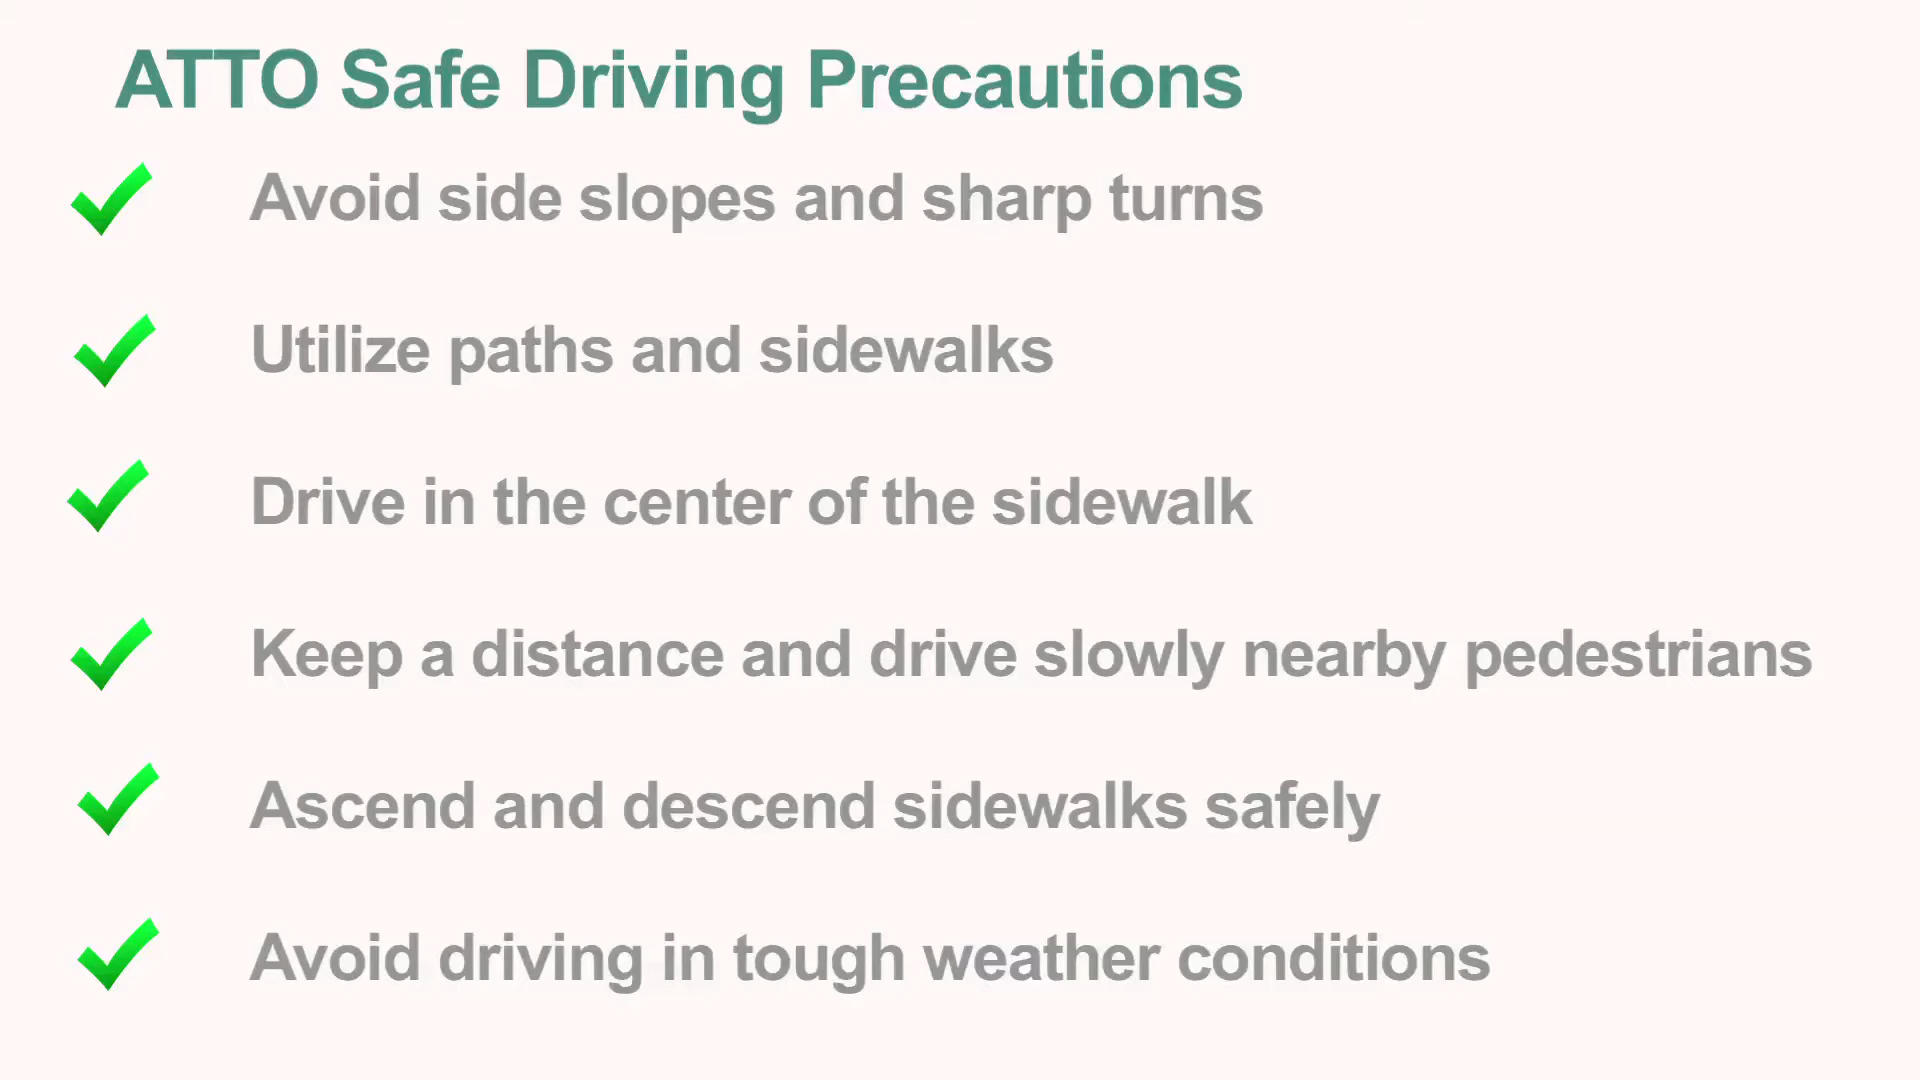 ATTO Safe Driving Precautions
Avoid side slopes and sharp turns
Utilize paths and sidewalks
Drive in the center of the sidewalk
Keep a distance and drive slowly nearby pedestrians
Ascend and descend sidewalks safely
Avoid driving in tough weather conditions